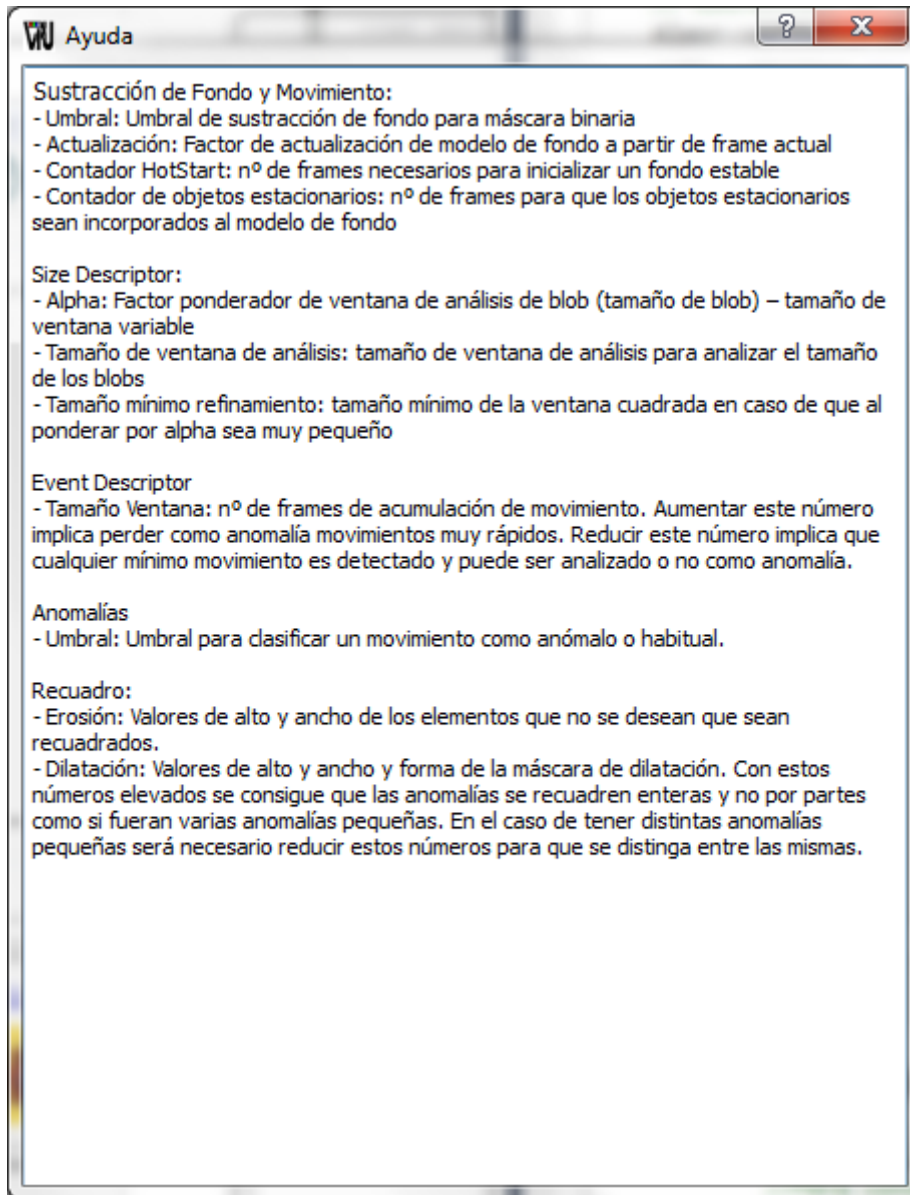 Ayuda
Sustracción de Fondo y Movimiento:
- Umbral: Umbral de sustracción de fondo para máscara binaria
- Actualización: Factor de actualización de modelo de fondo a partir de frame actual
- Contador HotStart: nº de frames necesarios para inicializar un fondo estable
- Contador de objetos estacionarios: nº de frames para que los objetos estacionarios
sean incorporados al modelo de fondo
Size Descriptor:
- Alpha: Factor ponderador de ventana de análisis de blob (tamaño de blob) – tamaño de
ventana variable
- Tamaño de ventana de análisis: tamaño de ventana de análisis para analizar el tamaño
de los blobs
- Tamaño mínimo refinamiento: tamaño mínimo de la ventana cuadrada en caso de que al
ponderar por alpha sea muy pequeño
Event Descriptor
- Tamaño Ventana: nº de frames de acumulación de movimiento. Aumentar este número
implica perder como anomalía movimientos muy rápidos. Reducir este número implica que
cualquier mínimo movimiento es detectado y puede ser analizado o no como anomalía.
Anomalías
- Umbral: Umbral para clasificar un movimiento como anómalo o habitual.
Recuadro:
- Erosión: Valores de alto y ancho de los elementos que no se desean que sean
recuadrados.
- Dilatación: Valores de alto y ancho y forma de la máscara de dilatación. Con estos
números elevados se consigue que las anomalías se recuadren enteras y no por partes
como si fueran varias anomalías pequeñas. En el caso de tener distintas anomalías
pequeñas será necesario reducir estos números para que se distinga entre las mismas.